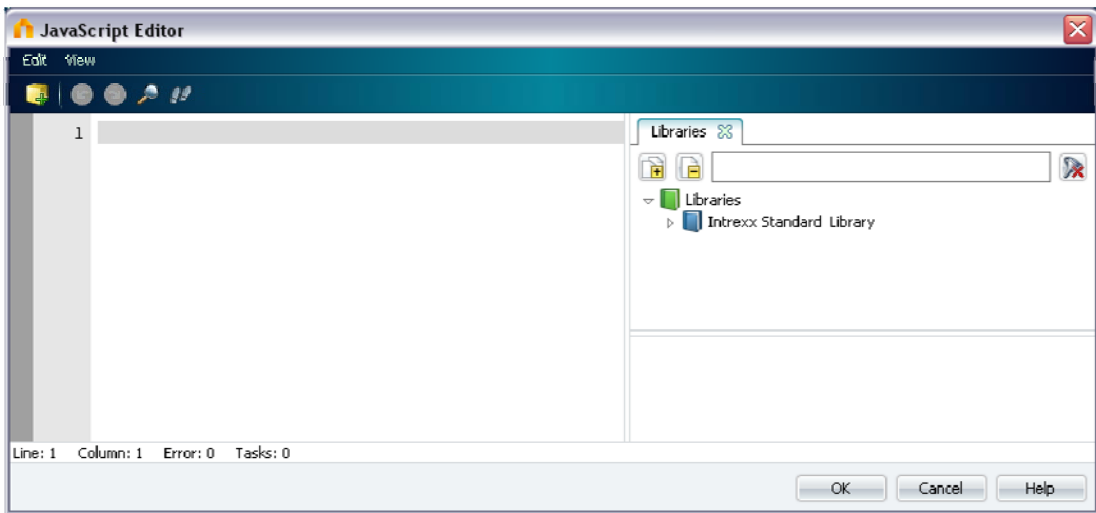 JavaScript Editor
Edit View
1
Libraries
Libraries
Intrexx Standard Library
Line: 1 Column: 1 Error: 0 Tasks: 0
OK Cancel Help